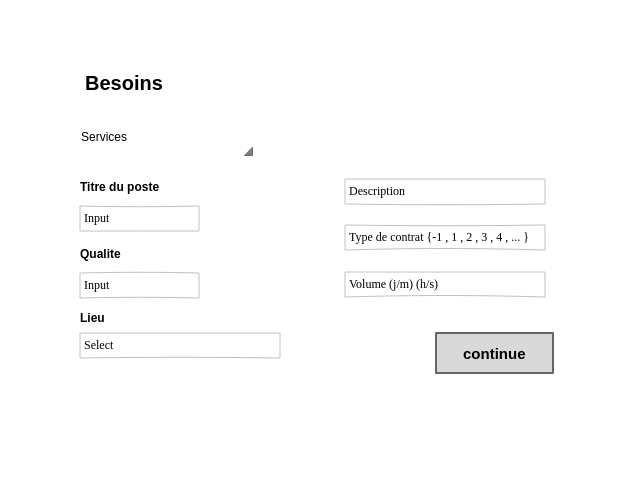 Besoins
Services
Titre du poste
Input
Qualite
Input
Lieu
Select
Description
Type de contrat {-1 , 1 , 2 , 3 , 4 , ... }
Volume (j/m) (h/s)
continue